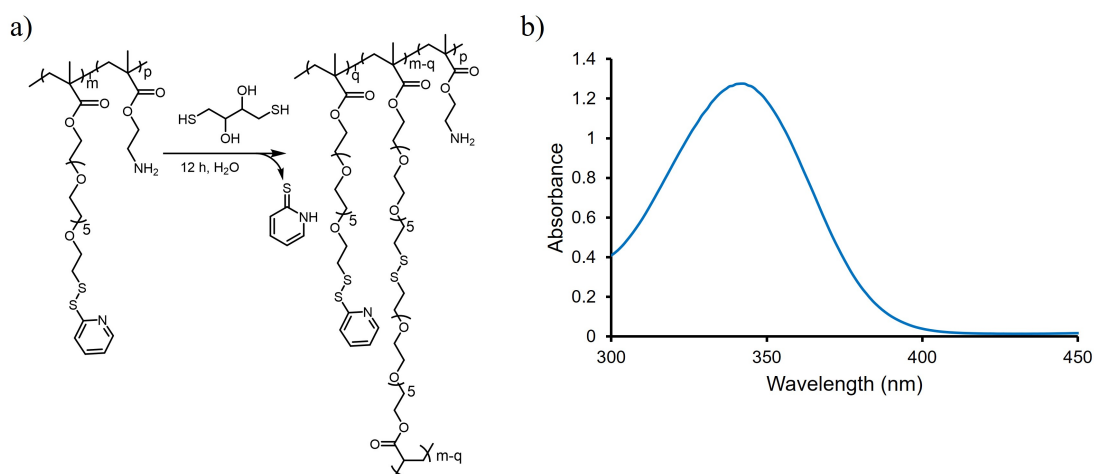 a)
m
p
O
O
O
O
NH₂
O
O
5
O
S
S
N
HS
OH
OH
SH
12 h, H₂O
S
NH
q
m-q
p
O
O
O
O
O
O
NH₂
O
O
O
O
5
5
O
O
S
S
S
S
N
O
O
O
5
O
O
O
m-q
b)
1.4
1.2
1
0.8
0.6
0.4
0.2
0
300
350
400
450
Absorbance
Wavelength (nm)